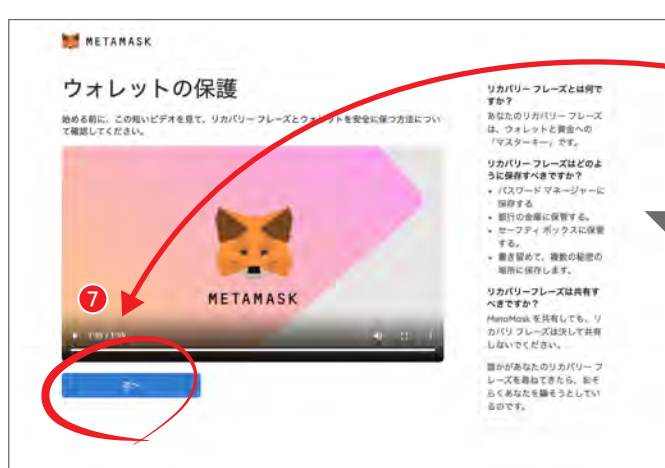 METAMASK
ウォレットの保護
始める前に、この短いビデオを見て、リカバリー フレーズとウォレットを安全に保つ方法につい
て確認してください。
METAMASK
7
次へ
リカバリー フレーズとは何で
すか?
あなたのリカバリー フレーズ
は、ウォレットと資金への
「マスターキー」です。
リカバリー フレーズはどのよ
うに保存すべきですか?
• パスワード マネージャーに
保存する
• 銀行の金庫に保管する。
• セーフティ ボックスに保管
する。
• 書き留めて、複数の秘密の
場所に保存します。
リカバリーフレーズは共有す
べきですか?
MetaMask を共有しても、リ
カバリ フレーズは決して共有
しないでください。
誰かがあなたのリカバリー フ
レーズを尋ねてきたら、おそ
らくあなたを騙そうとしてい
るのです。